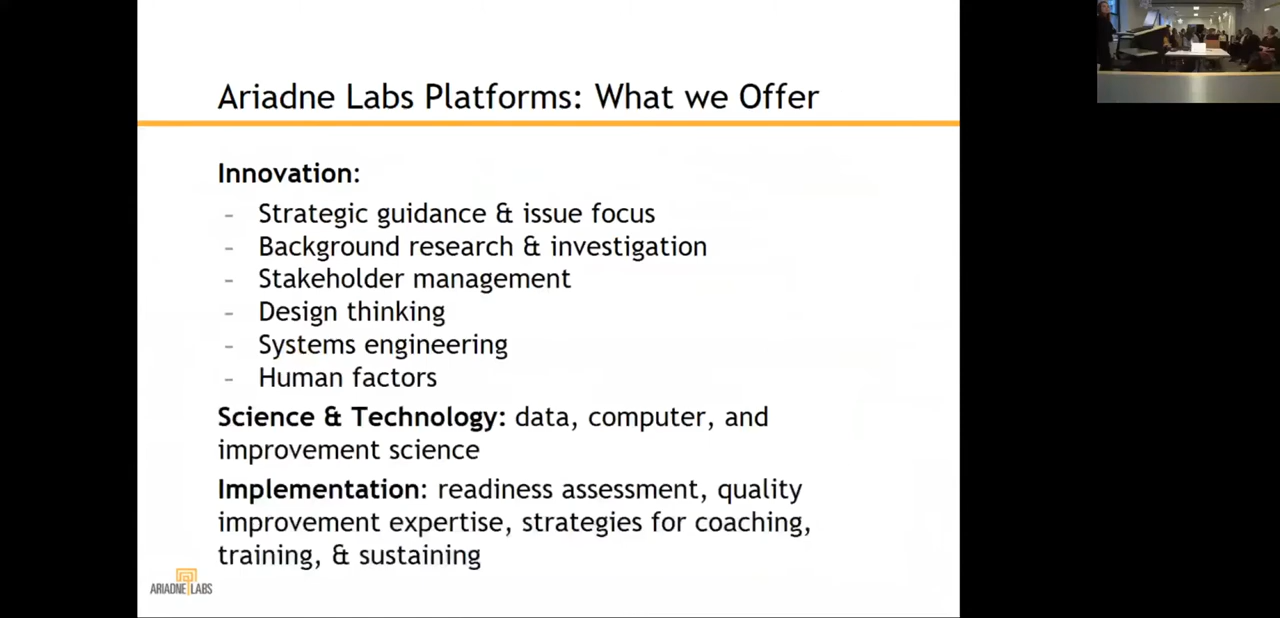 Ariadne Labs Platforms: What we Offer
Innovation:
- Strategic guidance & issue focus
- Background research & investigation
- Stakeholder management
- Design thinking
- Systems engineering
- Human factors
Science & Technology: data, computer, and
improvement science
Implementation: readiness assessment, quality
improvement expertise, strategies for coaching,
training, & sustaining
ARIADNE LABS